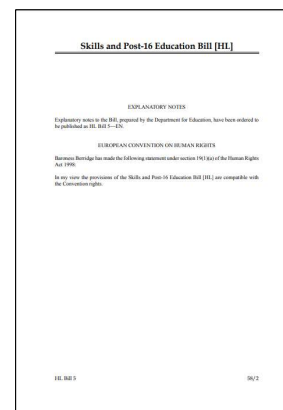 Skills and Post-16 Education Bill [HL]
EXPLANATORY NOTES
Explanatory notes to the Bill, prepared by the Department for Education, have been ordered to
be published as HL Bill 5—EN.
EUROPEAN CONVENTION ON HUMAN RIGHTS
Baroness Berridge has made the following statement under section 19(1)(a) of the Human Rights
Act 1998:
In my view the provisions of the Skills and Post-16 Education Bill [HL] are compatible with
the Convention rights.
HL Bill 5 58/2